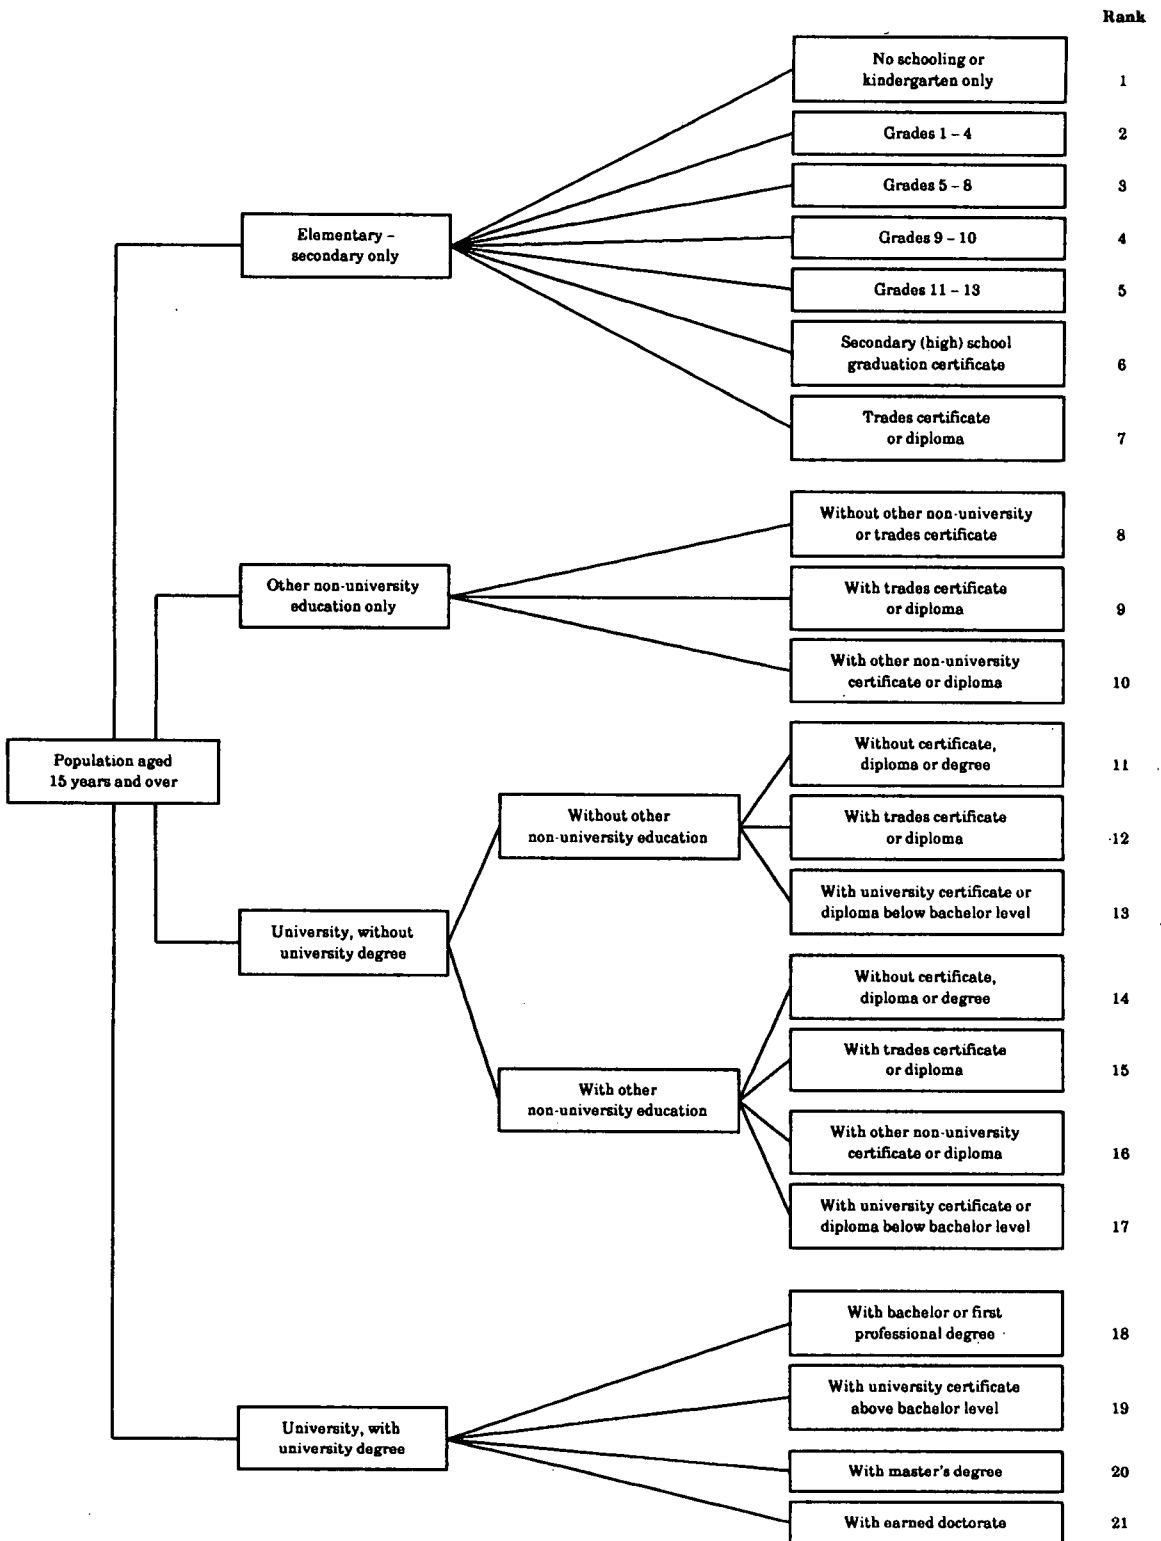 Rank
No schooling or
kindergarten only
1
Grades 1 – 4
2
Grades 5 – 8
3
Elementary –
secondary only
Grades 9 – 10
4
Grades 11 – 13
5
Secondary (high) school
graduation certificate
6
Trades certificate
or diploma
7
Without other non-university
or trades certificate
8
Other non-university
education only
With trades certificate
or diploma
9
With other non-university
certificate or diploma
10
Population aged
15 years and over
Without certificate,
diploma or degree
11
Without other
non-university education
With trades certificate
or diploma
12
With university certificate or
diploma below bachelor level
13
University, without
university degree
Without certificate,
diploma or degree
14
With trades certificate
or diploma
15
With other
non-university education
With other non-university
certificate or diploma
16
With university certificate or
diploma below bachelor level
17
With bachelor or first
professional degree
18
With university certificate
above bachelor level
19
University, with
university degree
With master's degree
20
With earned doctorate
21